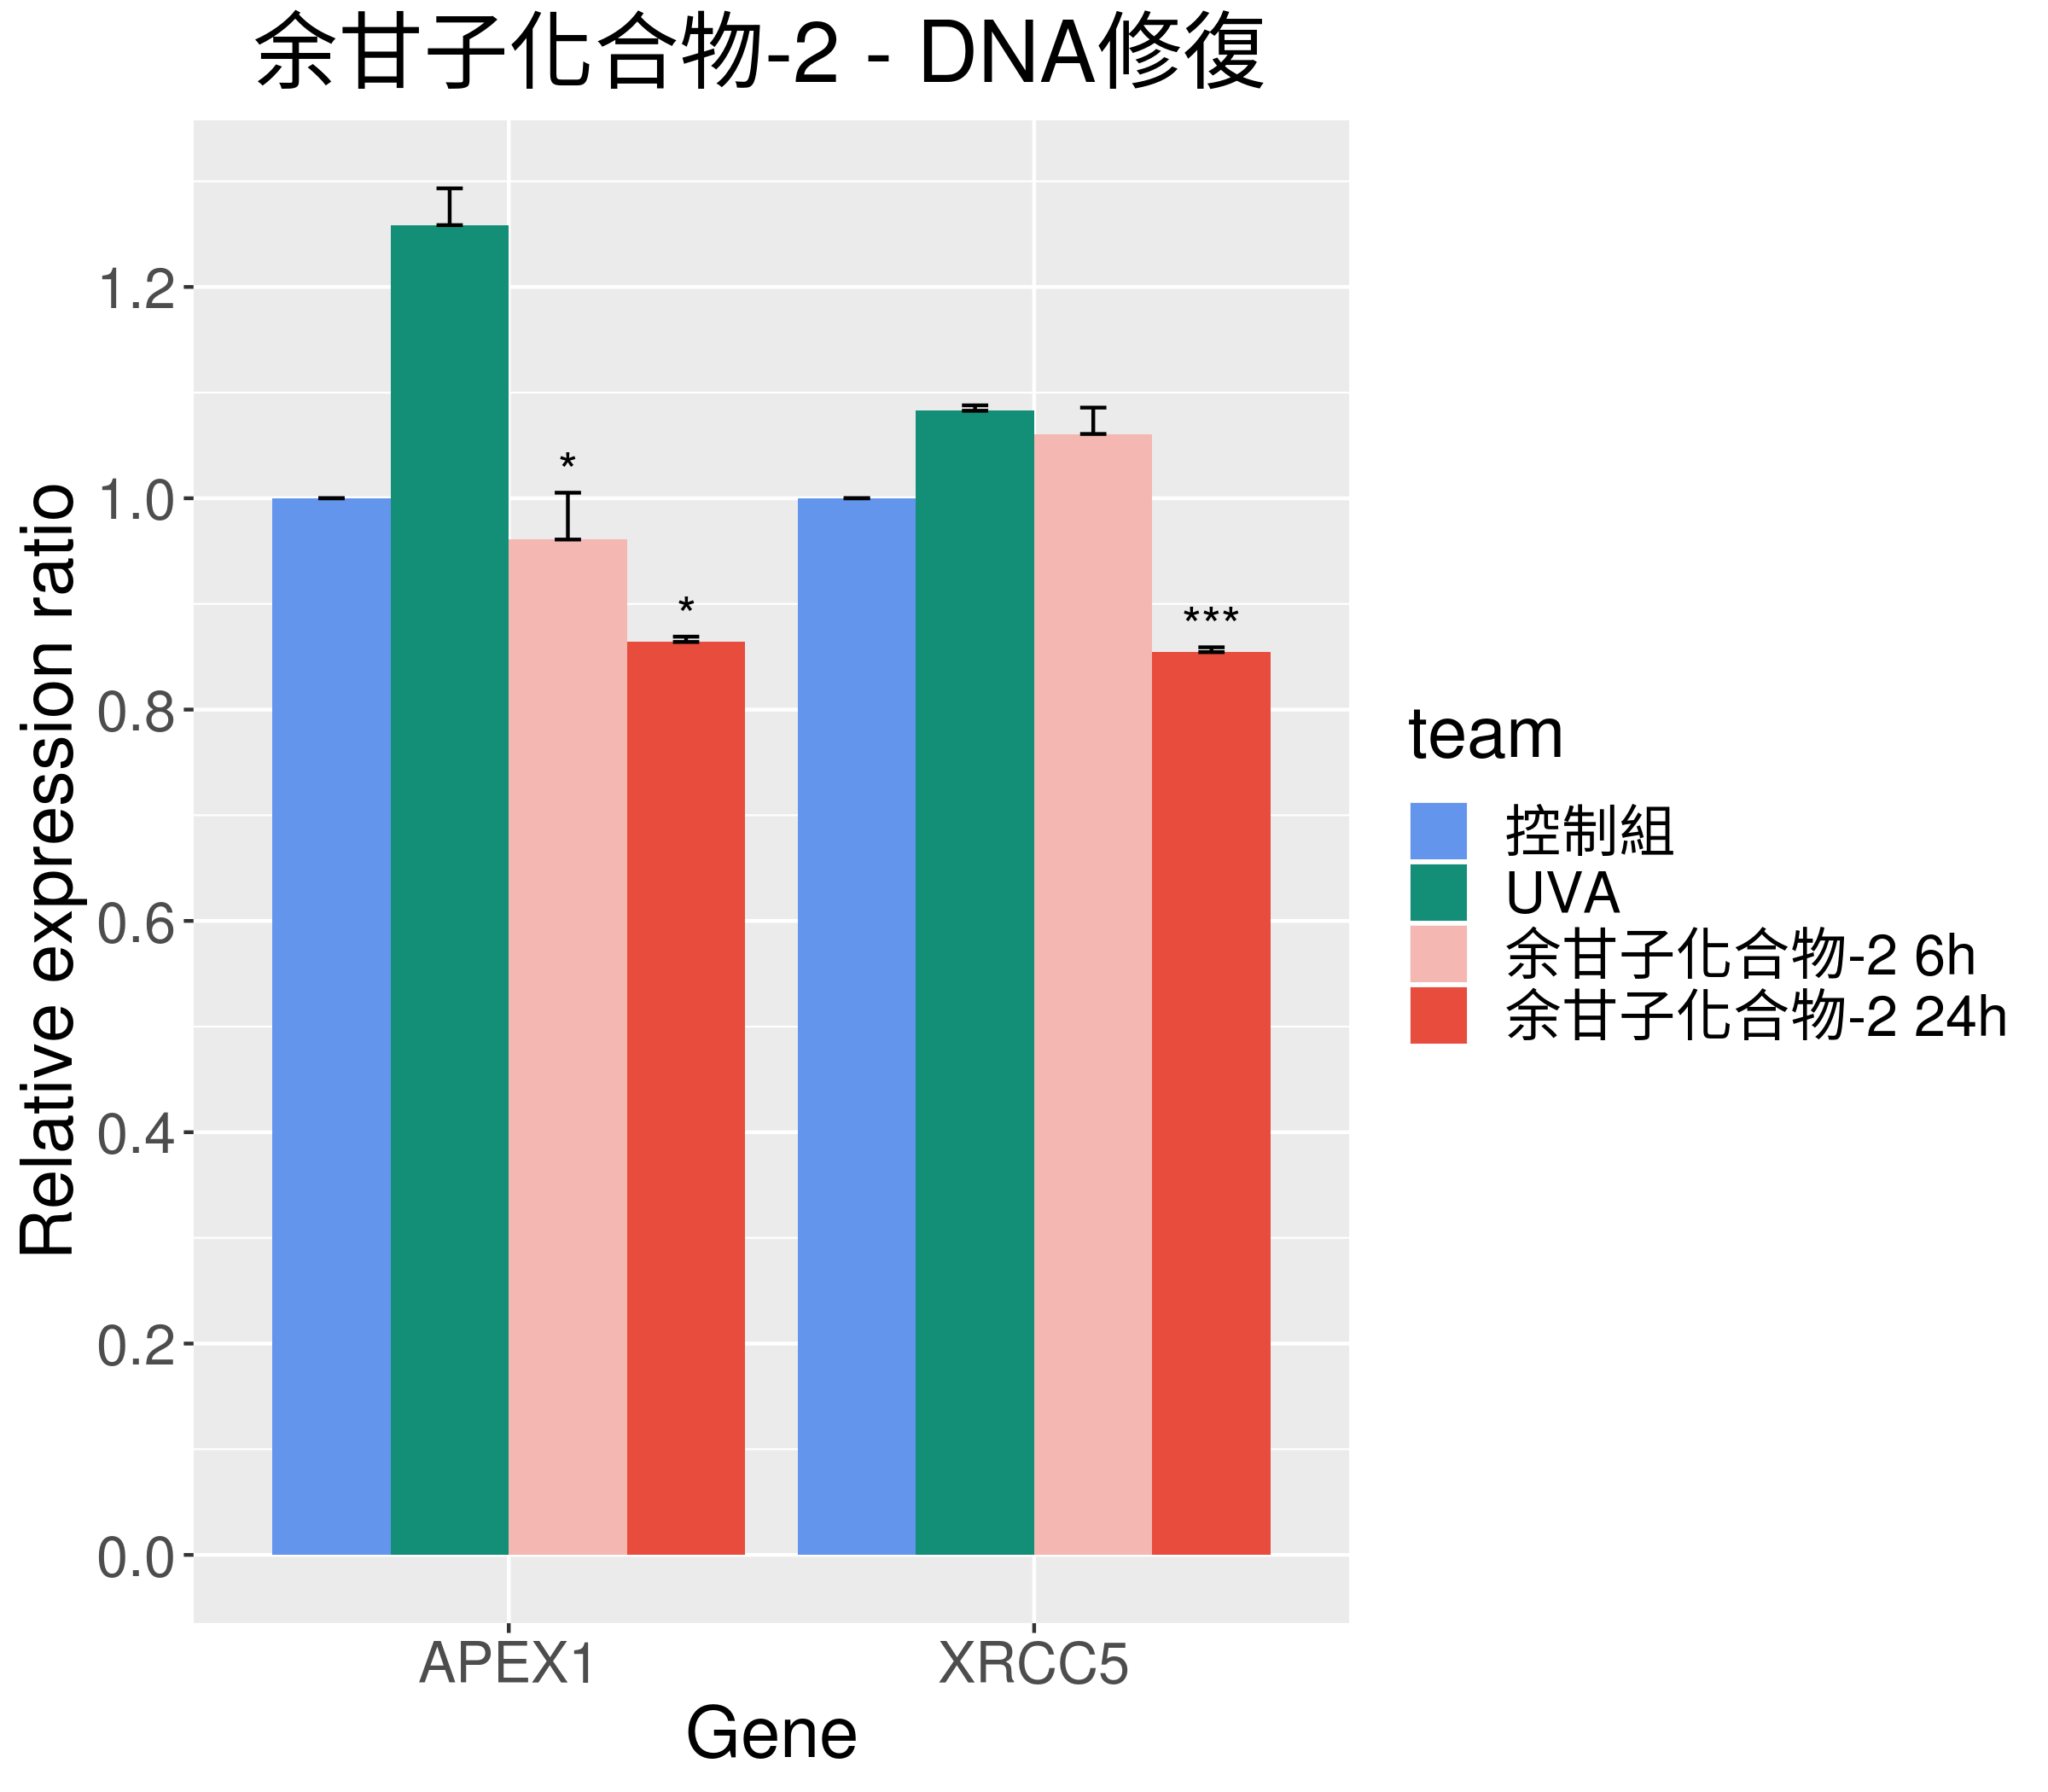 余甘子化合物-2 - DNA修復
Relative expression ratio
1.2
1.0
0.8
0.6
0.4
0.2
0.0
*
*
***
APEX1
XRCC5
Gene
team
控制組
UVA
余甘子化合物-2 6h
余甘子化合物-2 24h